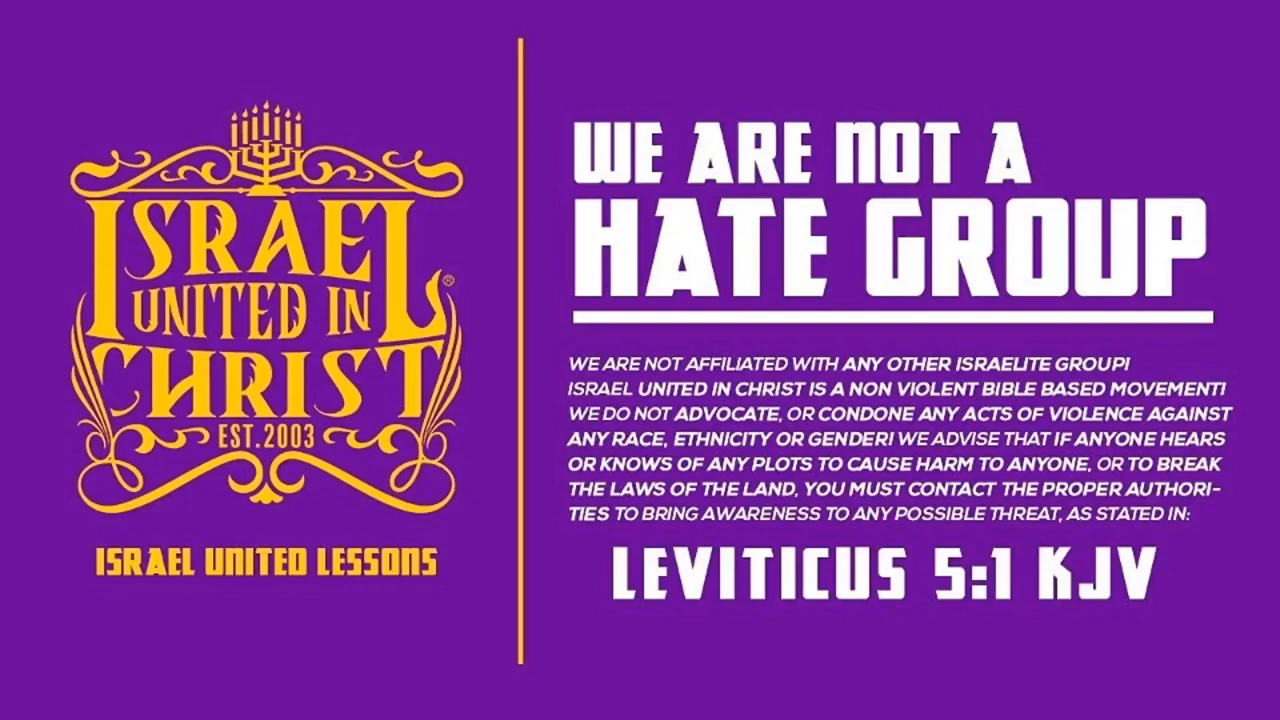 ISRAEL
UNITED IN
CHRIST
EST. 2003
ISRAEL UNITED LESSONS
WE ARE NOT A
HATE GROUP
WE ARE NOT AFFILIATED WITH ANY OTHER ISRAELITE GROUP!
ISRAEL UNITED IN CHRIST IS A NON VIOLENT BIBLE BASED MOVEMENT!
WE DO NOT ADVOCATE, OR CONDONE ANY ACTS OF VIOLENCE AGAINST
ANY RACE, ETHNICITY OR GENDER! WE ADVISE THAT IF ANYONE HEARS
OR KNOWS OF ANY PLOTS TO CAUSE HARM TO ANYONE, OR TO BREAK
THE LAWS OF THE LAND, YOU MUST CONTACT THE PROPER AUTHORI-
TIES TO BRING AWARENESS TO ANY POSSIBLE THREAT, AS STATED IN:
LEVITICUS 5:1 KJV